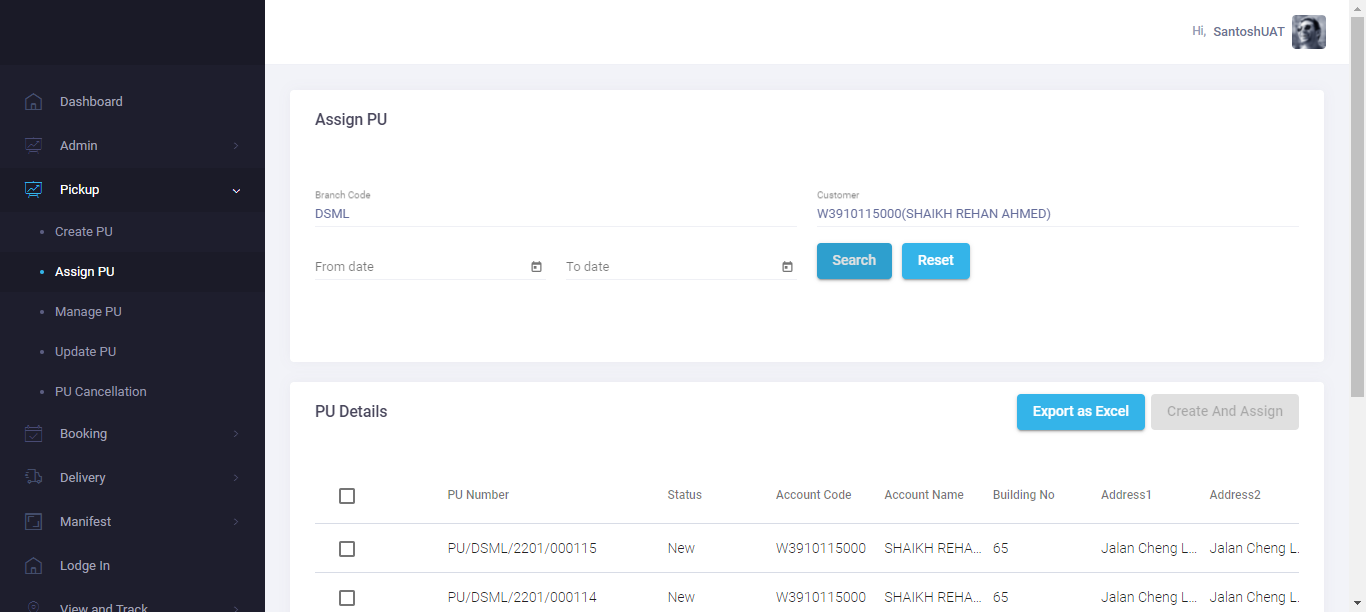 Hi, SantoshUAT
Dashboard
Admin
Pickup
Create PU
Assign PU
Manage PU
Update PU
PU Cancellation
Booking
Delivery
Manifest
Lodge In
View and Track
Assign PU
Branch Code
DSML
Customer
W3910115000(SHAIKH REHAN AHMED)
From date
To date
Search
Reset
PU Details
Export as Excel
Create And Assign
PU Number Status Account Code Account Name Building No Address1 Address2
PU/DSML/2201/000115 New W3910115000 SHAIKH REHA... 65 Jalan Cheng L... Jalan Cheng L.
PU/DSML/2201/000114 New W3910115000 SHAIKH REHA... 65 Jalan Cheng L... Jalan Cheng L.